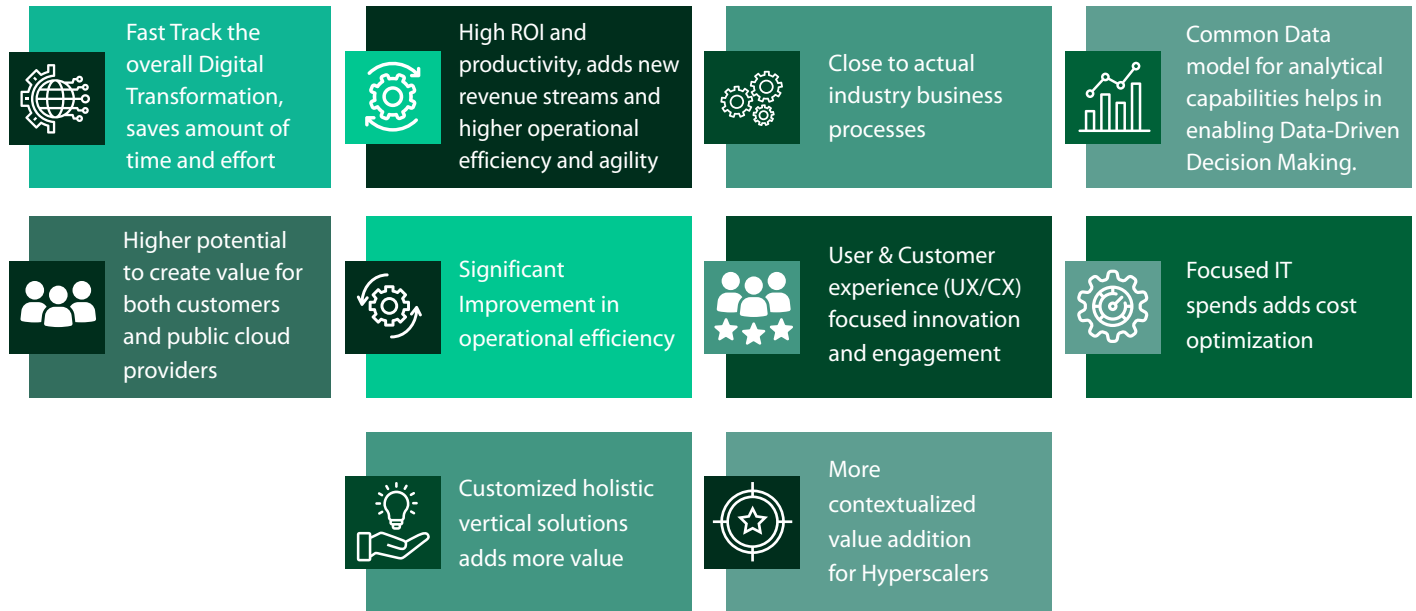 Fast Track the
overall Digital
Transformation,
saves amount of
time and effort
High ROI and
productivity, adds new
revenue streams and
higher operational
efficiency and agility
Close to actual
industry business
processes
Common Data
model for analytical
capabilities helps in
enabling Data-Driven
Decision Making.
Higher potential
to create value for
both customers
and public cloud
providers
Significant
Improvement in
operational efficiency
User & Customer
experience (UX/CX)
focused innovation
and engagement
Focused IT
spends adds cost
optimization
Customized holistic
vertical solutions
adds more value
More
contextualized
value addition
for Hyperscalers